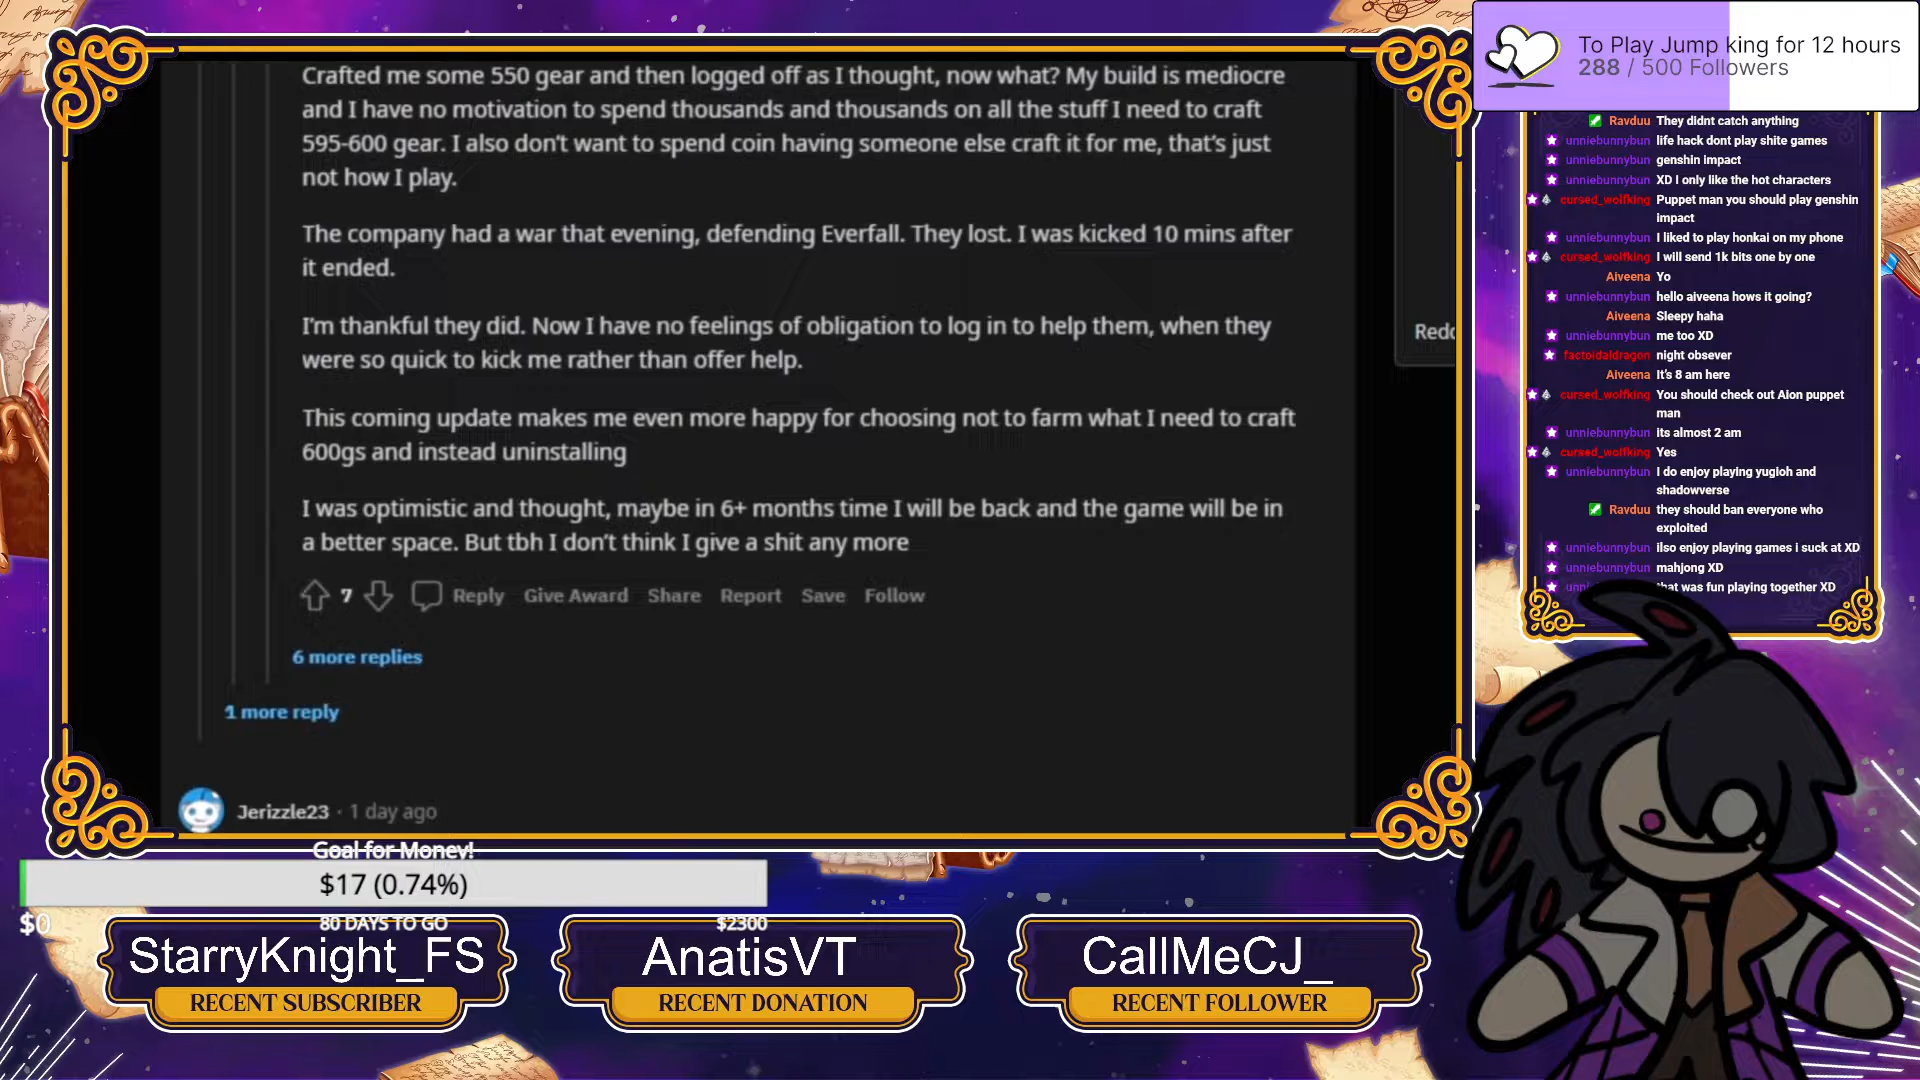 To Play Jump king for 12 hours
288 / 500 Followers
Crafted me some 550 gear and then logged off as I thought, now what? My build is mediocre
and I have no motivation to spend thousands and thousands on all the stuff I need to craft
595-600 gear. I also don't want to spend coin having someone else craft it for me, that's just
not how I play.
The company had a war that evening, defending Everfall. They lost. I was kicked 10 mins after
it ended.
I'm thankful they did. Now I have no feelings of obligation to log in to help them, when they
were so quick to kick me rather than offer help.
This coming update makes me even more happy for choosing not to farm what I need to craft
600gs and instead uninstalling
I was optimistic and thought, maybe in 6+ months time I will be back and the game will be in
a better space. But tbh I don't think I give a shit any more
7 Reply Give Award Share Report Save Follow
6 more replies
1 more reply
Jerizzle23 · 1 day ago
Ravduu They didnt catch anything
unniebunnybun life hack dont play shite games
unniebunnybun genshin impact
unniebunnybun XD I only like the hot characters
cursed_wolfking Puppet man you should play genshin
impact
unniebunnybun I liked to play honkai on my phone
cursed_wolfking I will send 1k bits one by one
Aiveena Yo
unniebunnybun hello aiveena hows it going?
Aiveena Sleepy haha
unniebunnybun me too XD
factoidaldragon night obsever
Aiveena It's 8 am here
cursed_wolfking You should check out Aion puppet
man
unniebunnybun its almost 2 am
cursed_wolfking Yes
unniebunnybun I do enjoy playing yugioh and
shadowverse
Ravduu they should ban everyone who
exploited
unniebunnybun ilso enjoy playing games i suck at XD
unniebunnybun mahjong XD
was fun playing together XD
Goal for Money!
$17 (0.74%)
$0 80 DAYS TO GO $2300
StarryKnight_FS
RECENT SUBSCRIBER
AnatisVT
RECENT DONATION
CallMeCJ_
RECENT FOLLOWER